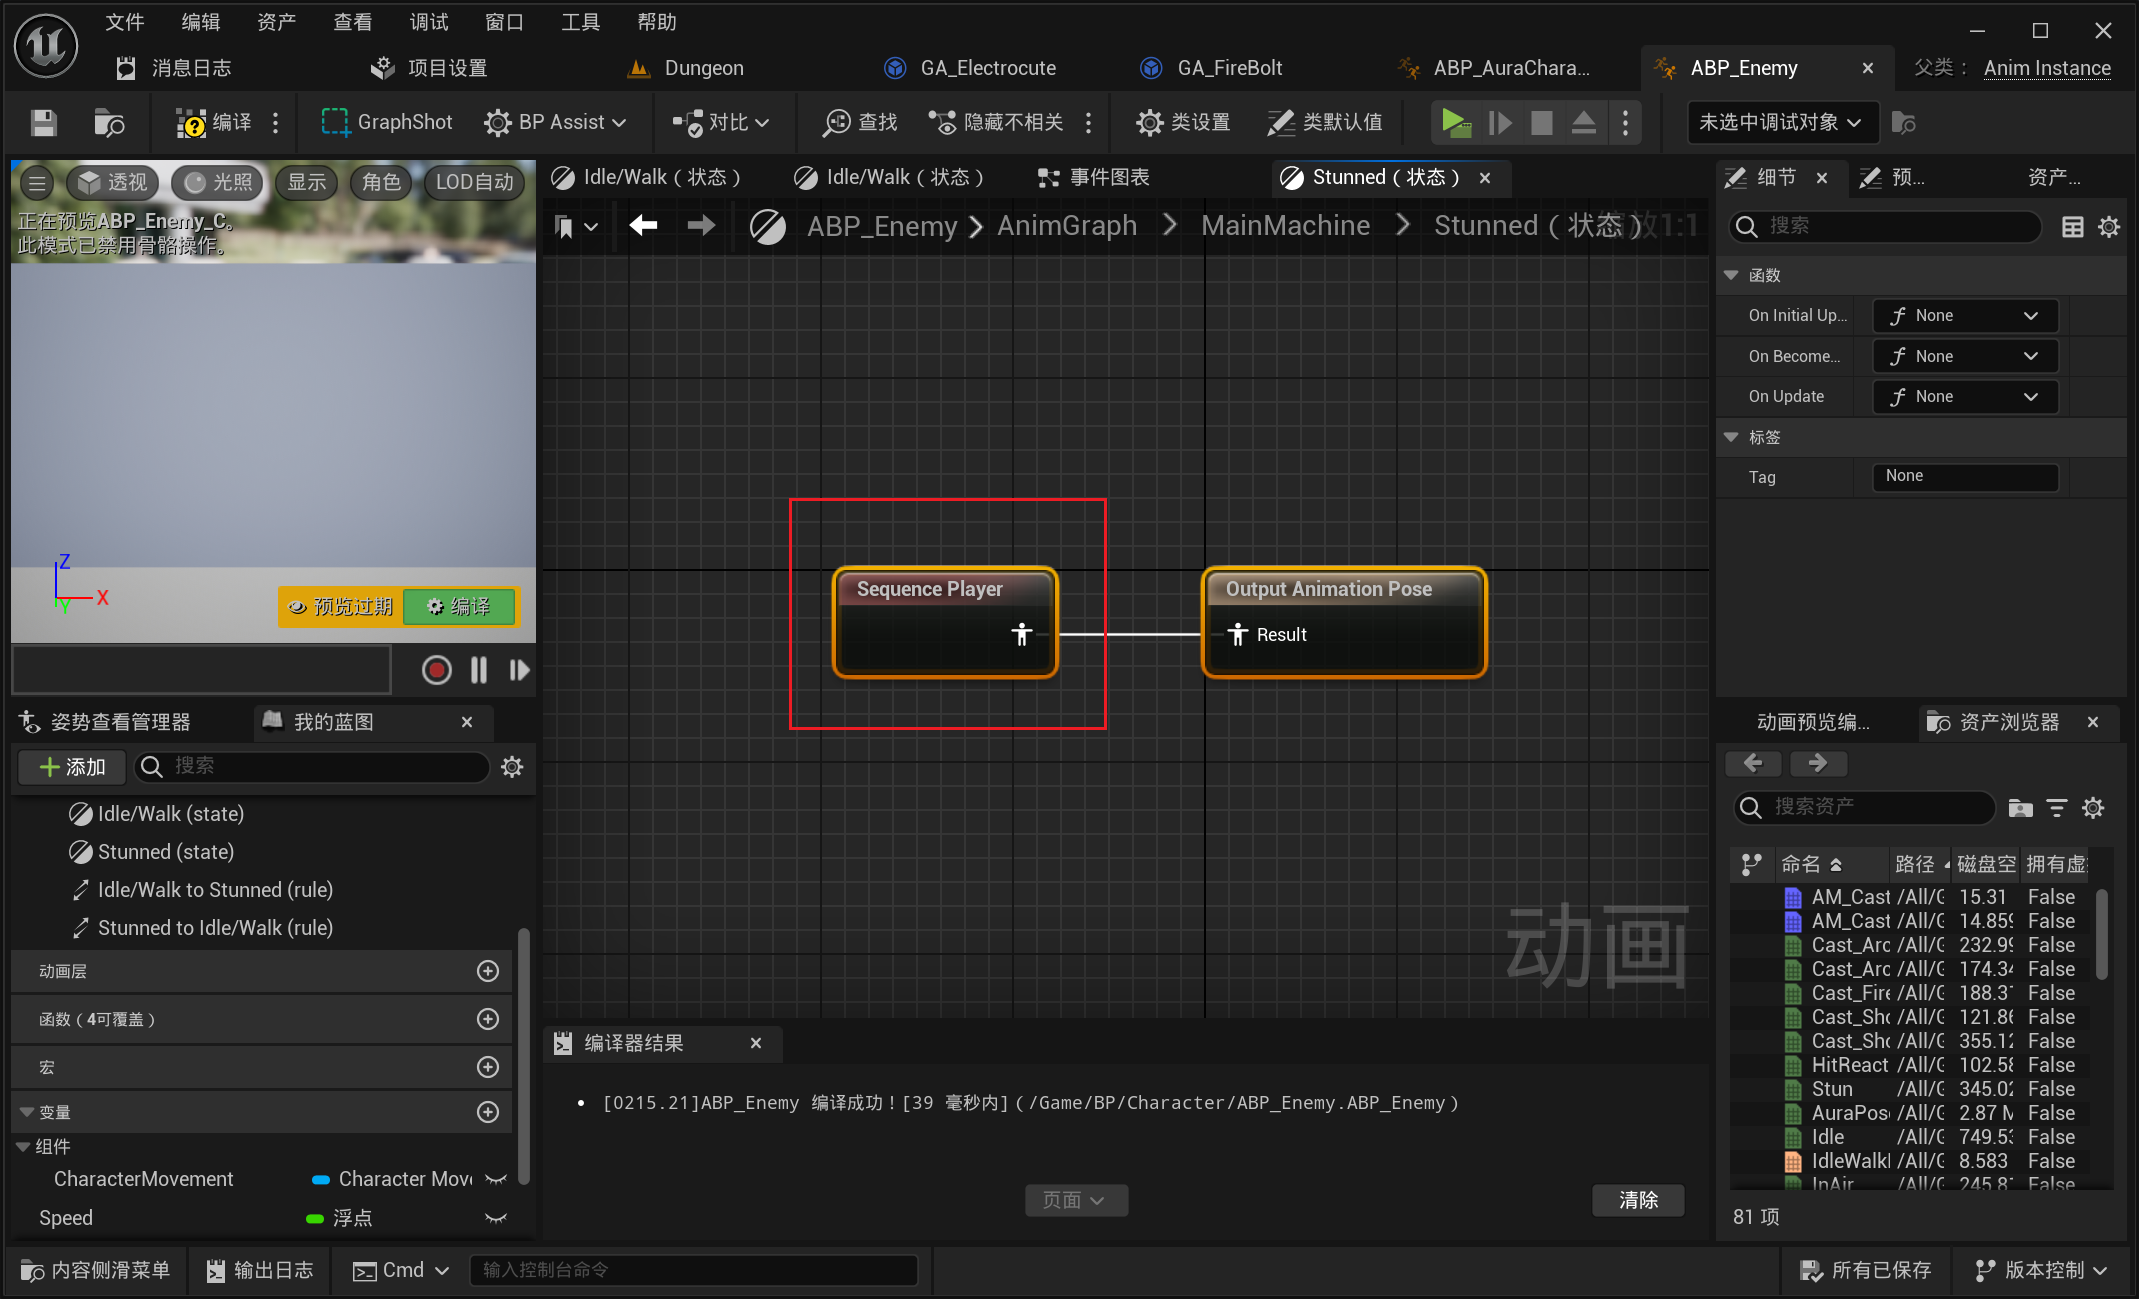 文件 编辑 资产 查看 调试 窗口 工具 帮助
消息日志 项目设置 Dungeon GA_Electrocute GA_FireBolt ABP_AuraChara... ABP_Enemy 父类： Anim Instance
编译 GraphShot BP Assist 对比 查找 隐藏不相关 类设置 类默认值 未选中调试对象
透视 光照 显示 角色 LOD自动
正在预览ABP_Enemy_C。
此模式已禁用骨骼操作。
Z
X
Y
预览过期 编译
姿势查看管理器 我的蓝图
添加 搜索
Idle/Walk (state)
Stunned (state)
Idle/Walk to Stunned (rule)
Stunned to Idle/Walk (rule)
动画层
函数（4可覆盖）
宏
变量
组件
CharacterMovement Character Mov
Speed 浮点
Idle/Walk（状态） Idle/Walk（状态） 事件图表 Stunned（状态）
ABP_Enemy AnimGraph MainMachine Stunned（状态） 缩放1:1
Sequence Player
Output Animation Pose
Result
动画
编译器结果
[0215.21]ABP_Enemy 编译成功！[39 毫秒内]（/Game/BP/Character/ABP_Enemy.ABP_Enemy）
页面 清除
细节 预... 资产...
搜索
函数
On Initial Up... None
On Become... None
On Update None
标签
Tag None
动画预览编... 资产浏览器
搜索资产
命名 路径 磁盘空 拥有虚
AM_Cast /All/G 15.31 False
AM_Cast /All/G 14.859 False
Cast_Arc /All/G 232.99 False
Cast_Arc /All/G 174.34 False
Cast_Fire /All/G 188.37 False
Cast_Sho /All/G 121.86 False
Cast_Sho /All/G 355.12 False
HitReact /All/G 102.58 False
Stun /All/G 345.02 False
AuraPose /All/G 2.87 M False
Idle /All/G 749.53 False
IdleWalk /All/G 8.583 False
InAir /All/G 245.87 False
81 项
内容侧滑菜单 输出日志 Cmd 输入控制台命令 所有已保存 版本控制